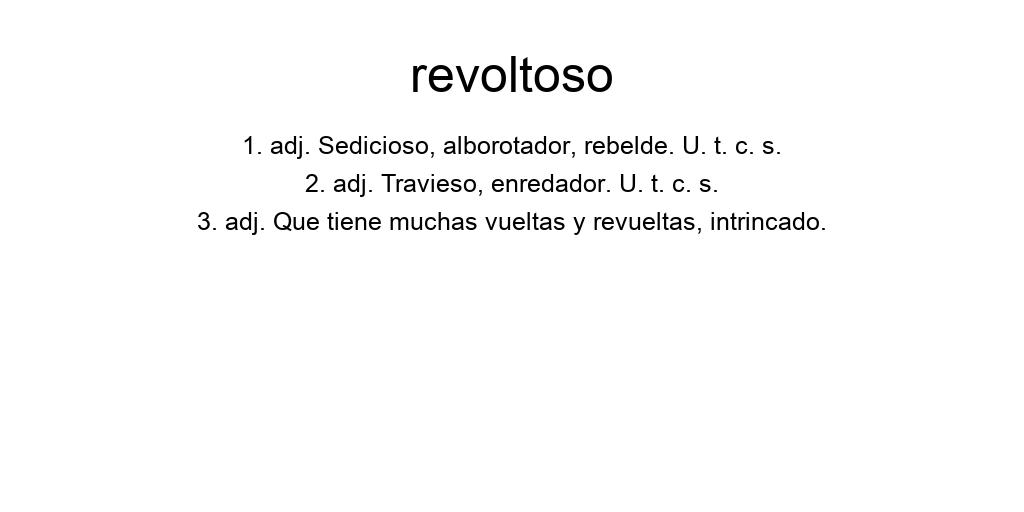 revoltoso
1. adj. Sedicioso, alborotador, rebelde. U. t. c. s.
2. adj. Travieso, enredador. U. t. c. s.
3. adj. Que tiene muchas vueltas y revueltas, intrincado.